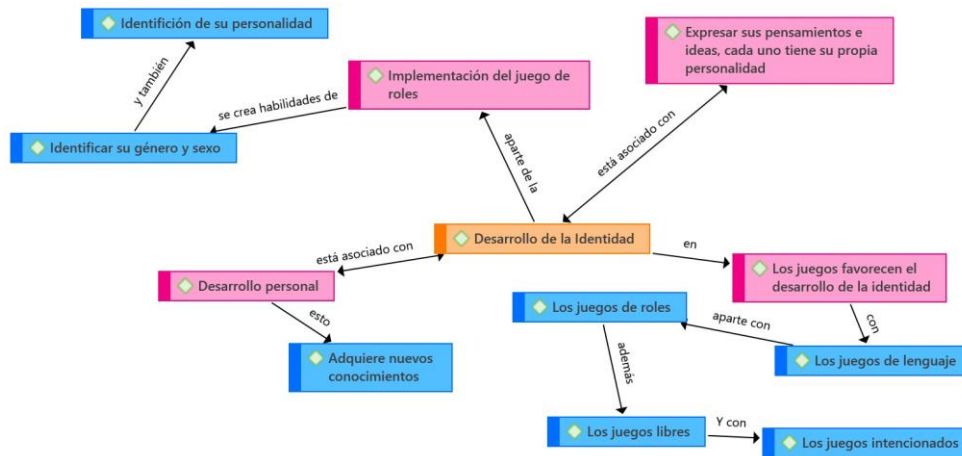 Identifición de su personalidad
y también
Identificar su género y sexo
se crea habilidades de
Implementación del juego de
roles
aparte de la
Expresar sus pensamientos e
ideas, cada uno tiene su propia
personalidad
está asociado con
Desarrollo de la Identidad
está asociado con
Desarrollo personal
esto
Adquiere nuevos
conocimientos
en
Los juegos favorecen el
desarrollo de la identidad
con
Los juegos de lenguaje
aparte con
Los juegos de roles
además
Los juegos libres
Y con
Los juegos intencionados